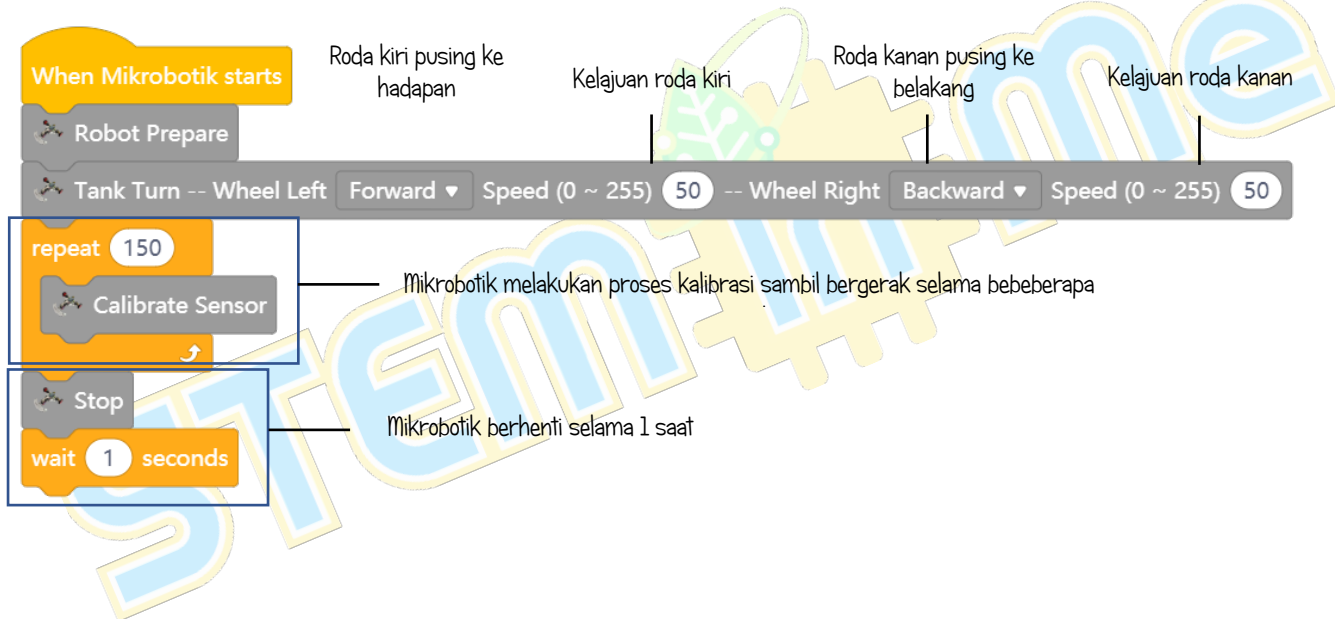 Roda kiri pusing ke
hadapan
Kelajuan roda kiri
Roda kanan pusing ke
belakang
Kelajuan roda kanan
When Mikrobotik starts
Robot Prepare
Tank Turn -- Wheel Left Forward ▾ Speed (0 ~ 255) 50 -- Wheel Right Backward ▾ Speed (0 ~ 255) 50
repeat 150
Calibrate Sensor
Mikrobotik melakukan proses kalibrasi sambil bergerak selama bebeberapa
Stop
wait 1 seconds
Mikrobotik berhenti selama 1 saat
STEM in me